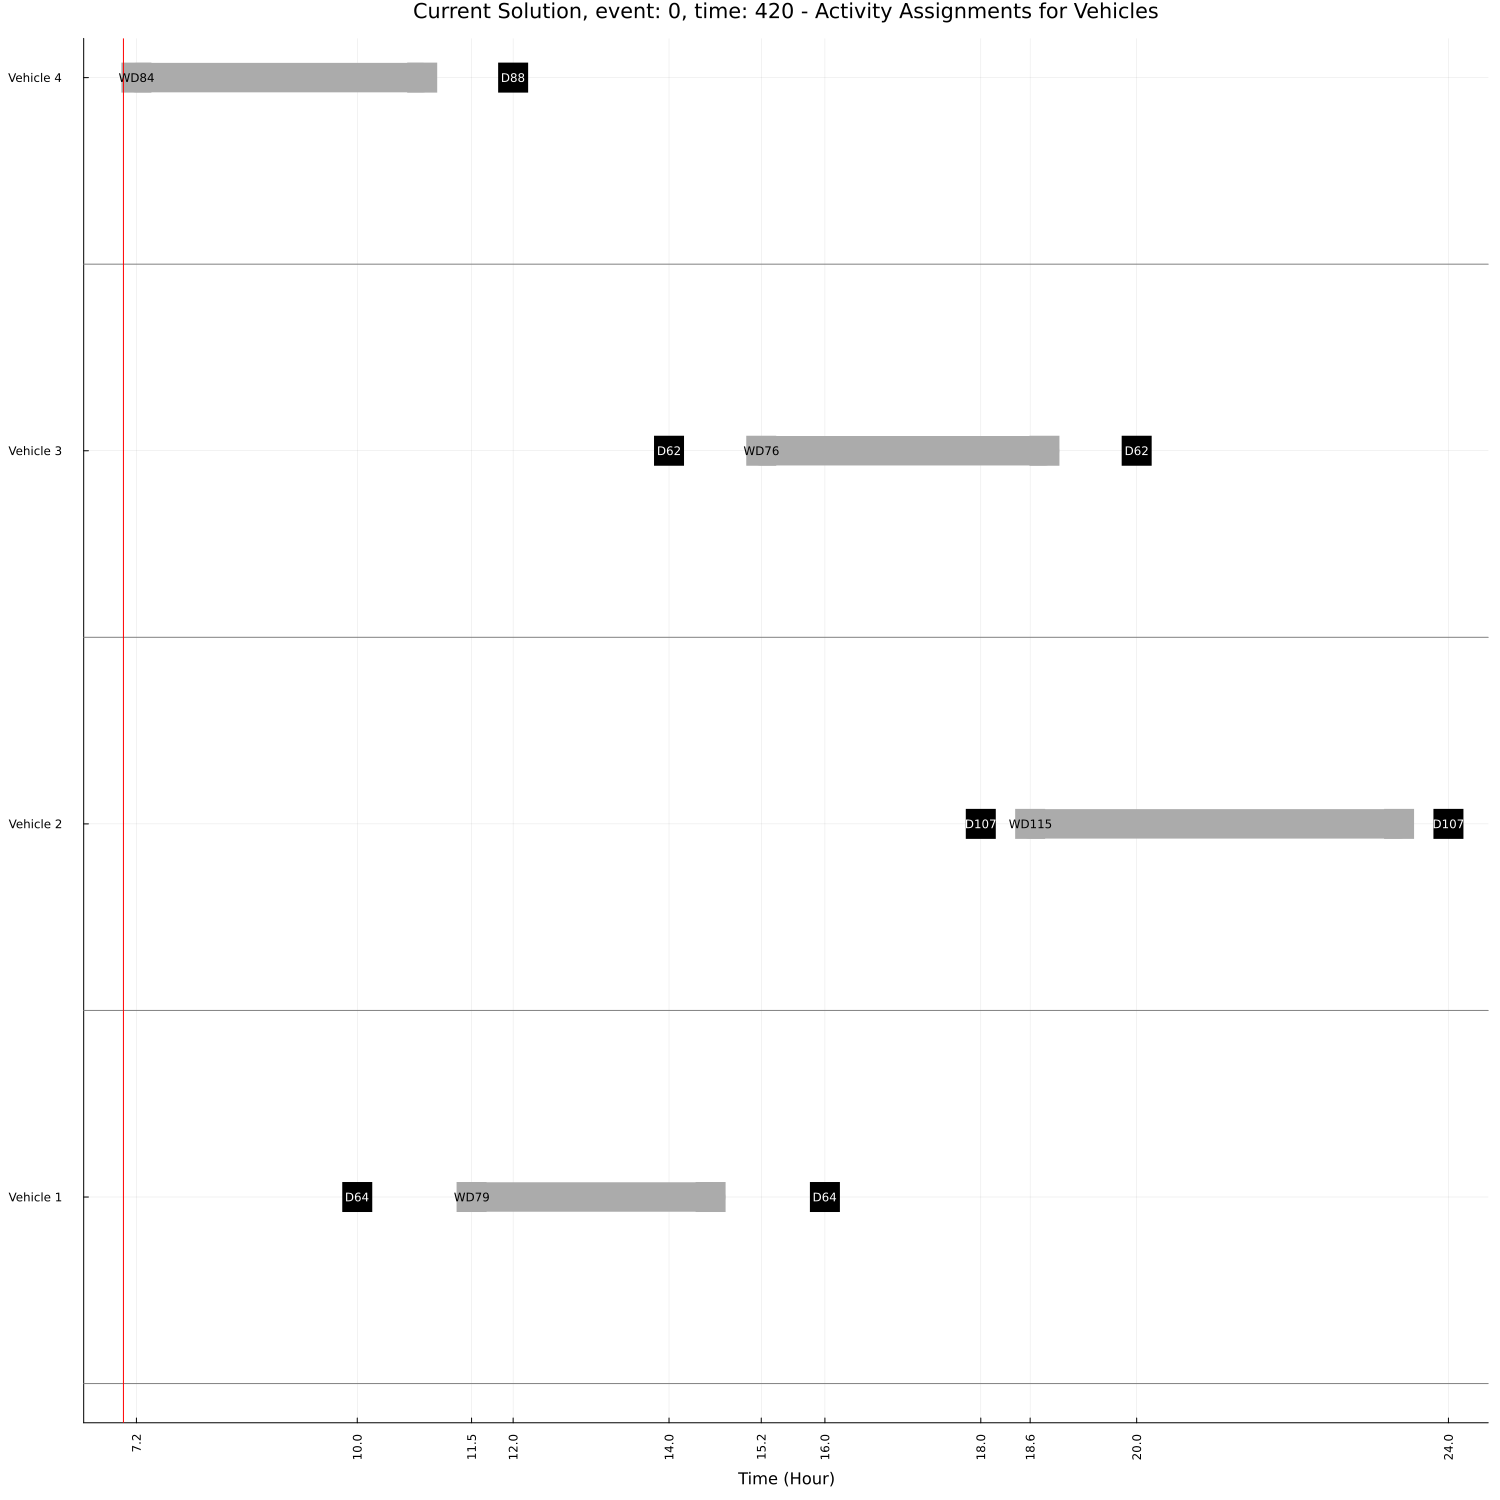 Current Solution, event: 0, time: 420 - Activity Assignments for Vehicles
Vehicle 4
WD84
D88
Vehicle 3
D62
WD76
D62
Vehicle 2
D107
WD115
D107
Vehicle 1
D64
WD79
D64
7.2
10.0
11.5
12.0
14.0
15.2
16.0
18.0
18.6
20.0
24.0
Time (Hour)